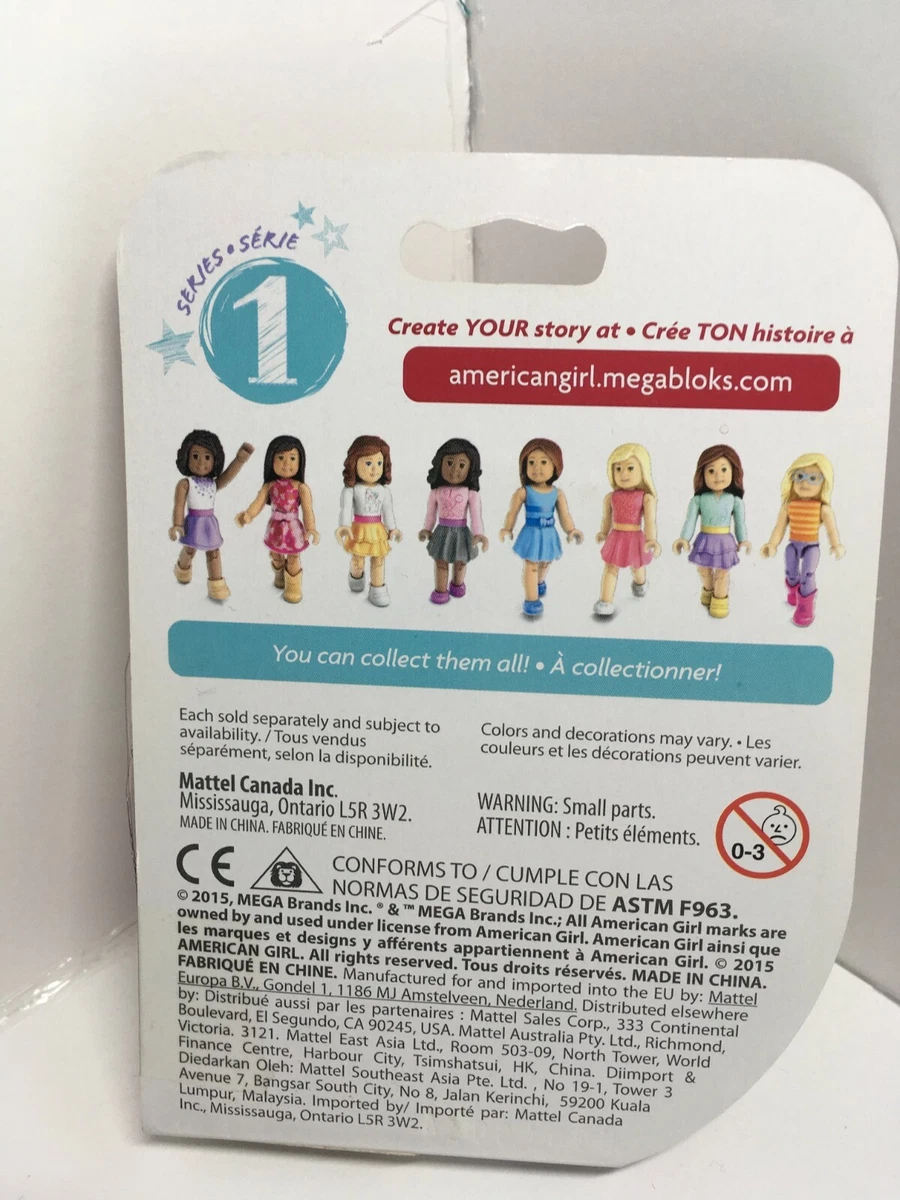 SERIES • SÉRIE
1
Create YOUR story at • Crée TON histoire à
americangirl.megabloks.com
You can collect them all! • À collectionner!
Each sold separately and subject to
availability. / Tous vendus
séparément, selon la disponibilité.
Colors and decorations may vary. • Les
couleurs et les décorations peuvent varier.
Mattel Canada Inc.
Mississauga, Ontario L5R 3W2.
MADE IN CHINA. FABRIQUÉ EN CHINE.
WARNING: Small parts.
ATTENTION : Petits éléments.
0-3
CE
CONFORMS TO / CUMPLE CON LAS
NORMAS DE SEGURIDAD DE ASTM F963.
© 2015, MEGA Brands Inc. ® & ™ MEGA Brands Inc.; All American Girl marks are
owned by and used under license from American Girl. American Girl ainsi que
les marques et designs y afférents appartiennent à American Girl. © 2015
AMERICAN GIRL. All rights reserved. Tous droits réservés. MADE IN CHINA.
FABRIQUÉ EN CHINE. Manufactured for and imported into the EU by: Mattel
Europa B.V., Gondel 1, 1186 MJ Amstelveen, Nederland. Distributed elsewhere
by: Distribué aussi par les partenaires : Mattel Sales Corp., 333 Continental
Boulevard, El Segundo, CA 90245, USA. Mattel Australia Pty. Ltd., Richmond,
Victoria. 3121. Mattel East Asia Ltd., Room 503-09, North Tower, World
Finance Centre, Harbour City, Tsimshatsui, HK, China. Diimport &
Diedarkan Oleh: Mattel Southeast Asia Pte. Ltd. , No 19-1, Tower 3
Avenue 7, Bangsar South City, No 8, Jalan Kerinchi, 59200 Kuala
Lumpur, Malaysia. Imported by/ Importé par: Mattel Canada
Inc., Mississauga, Ontario L5R 3W2.